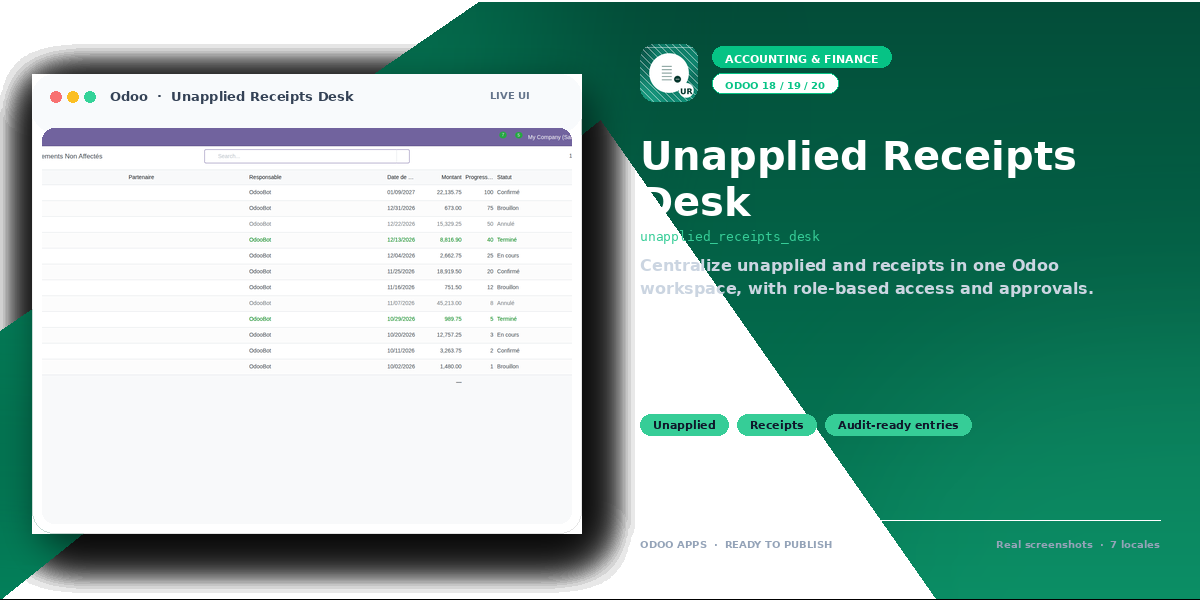 Odoo · Unapplied Receipts Desk
LIVE UI
My Company (Sa
ements Non Affectés
Search...
1
Partenaire Responsable Date de ... Montant Progress... Statut
OdooBot 01/09/2027 22,135.75 100 Confirmé
OdooBot 12/31/2026 673.00 75 Brouillon
OdooBot 12/22/2026 15,329.25 50 Annulé
OdooBot 12/13/2026 8,816.90 40 Terminé
OdooBot 12/04/2026 2,662.75 25 En cours
OdooBot 11/25/2026 18,919.50 20 Confirmé
OdooBot 11/16/2026 751.50 12 Brouillon
OdooBot 11/07/2026 45,213.00 8 Annulé
OdooBot 10/29/2026 989.75 5 Terminé
OdooBot 10/20/2026 12,757.25 3 En cours
OdooBot 10/11/2026 3,263.75 2 Confirmé
OdooBot 10/02/2026 1,480.00 1 Brouillon
UR
ACCOUNTING & FINANCE
ODOO 18 / 19 / 20
Unapplied Receipts
Desk
unapplied_receipts_desk
Centralize unapplied and receipts in one Odoo
workspace, with role-based access and approvals.
Unapplied
Receipts
Audit-ready entries
ODOO APPS · READY TO PUBLISH
Real screenshots · 7 locales